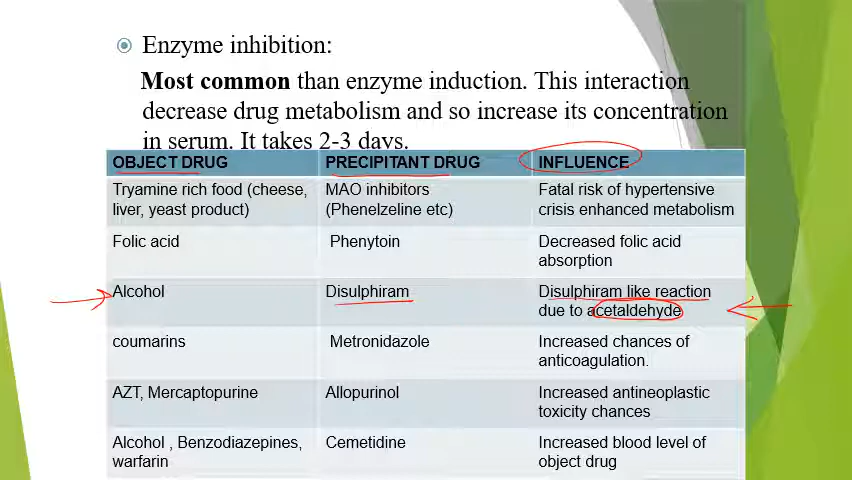 Enzyme inhibition:
Most common than enzyme induction. This interaction
decrease drug metabolism and so increase its concentration
in serum. It takes 2-3 days.
OBJECT DRUG PRECIPITANT DRUG INFLUENCE
Tryamine rich food (cheese, MAO inhibitors Fatal risk of hypertensive
liver, yeast product) (Phenelzeline etc) crisis enhanced metabolism
Folic acid Phenytoin Decreased folic acid
absorption
Alcohol Disulphiram Disulphiram like reaction
due to acetaldehyde
coumarins Metronidazole Increased chances of
anticoagulation.
AZT, Mercaptopurine Allopurinol Increased antineoplastic
toxicity chances
Alcohol , Benzodiazepines, Cemetidine Increased blood level of
warfarin object drug